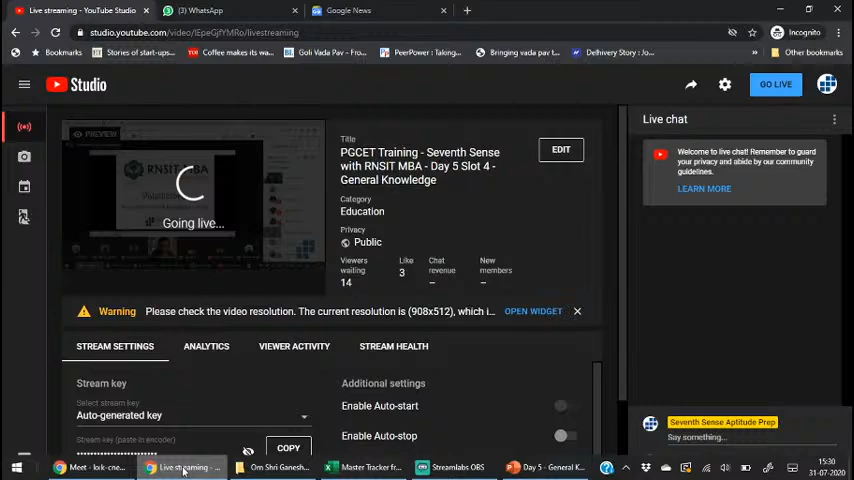 Live streaming - YouTube Studio
(3) WhatsApp
Google News
studio.youtube.com/video/IEpeGjfYMRo/livestreaming
Incognito
Bookmarks
Stories of start-ups...
Coffee makes its wa...
Goli Vada Pav - Fro...
PeerPower : Taking...
Bringing vada pav t...
Delhivery Story : Jo...
Other bookmarks
Studio
GO LIVE
Live chat
PREVIEW
RNSIT MBA
Going live...
Title
PGCET Training - Seventh Sense
with RNSIT MBA - Day 5 Slot 4 -
General Knowledge
EDIT
Category
Education
Privacy
Public
Viewers
waiting
14
Like
3
Chat
revenue
–
New
members
–
Welcome to live chat! Remember to guard
your privacy and abide by our community
guidelines.
LEARN MORE
Warning Please check the video resolution. The current resolution is (908x512), which i...
OPEN WIDGET
STREAM SETTINGS
ANALYTICS
VIEWER ACTIVITY
STREAM HEALTH
Stream key
Select stream key
Auto-generated key
Stream key (paste in encoder)
COPY
Additional settings
Enable Auto-start
Enable Auto-stop
Seventh Sense Aptitude Prep
Say something...
Meet - kxk-cne...
Live streaming - ...
Om Shri Ganesh...
Master Tracker fr...
Streamlabs OBS
Day 5 - General K...
15:30
31-07-2020